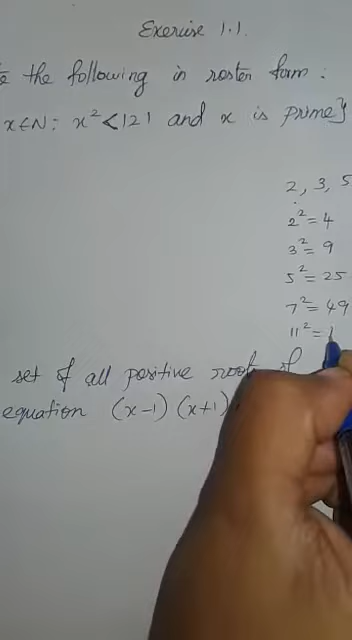 Exercise 1.1.
the following in roster form :
x∈N: x² < 121 and x is prime}
2, 3, 5
2² = 4
3² = 9
5² = 25
7² = 49
11² = 1
set of all positive roots of
equation (x-1) (x+1)